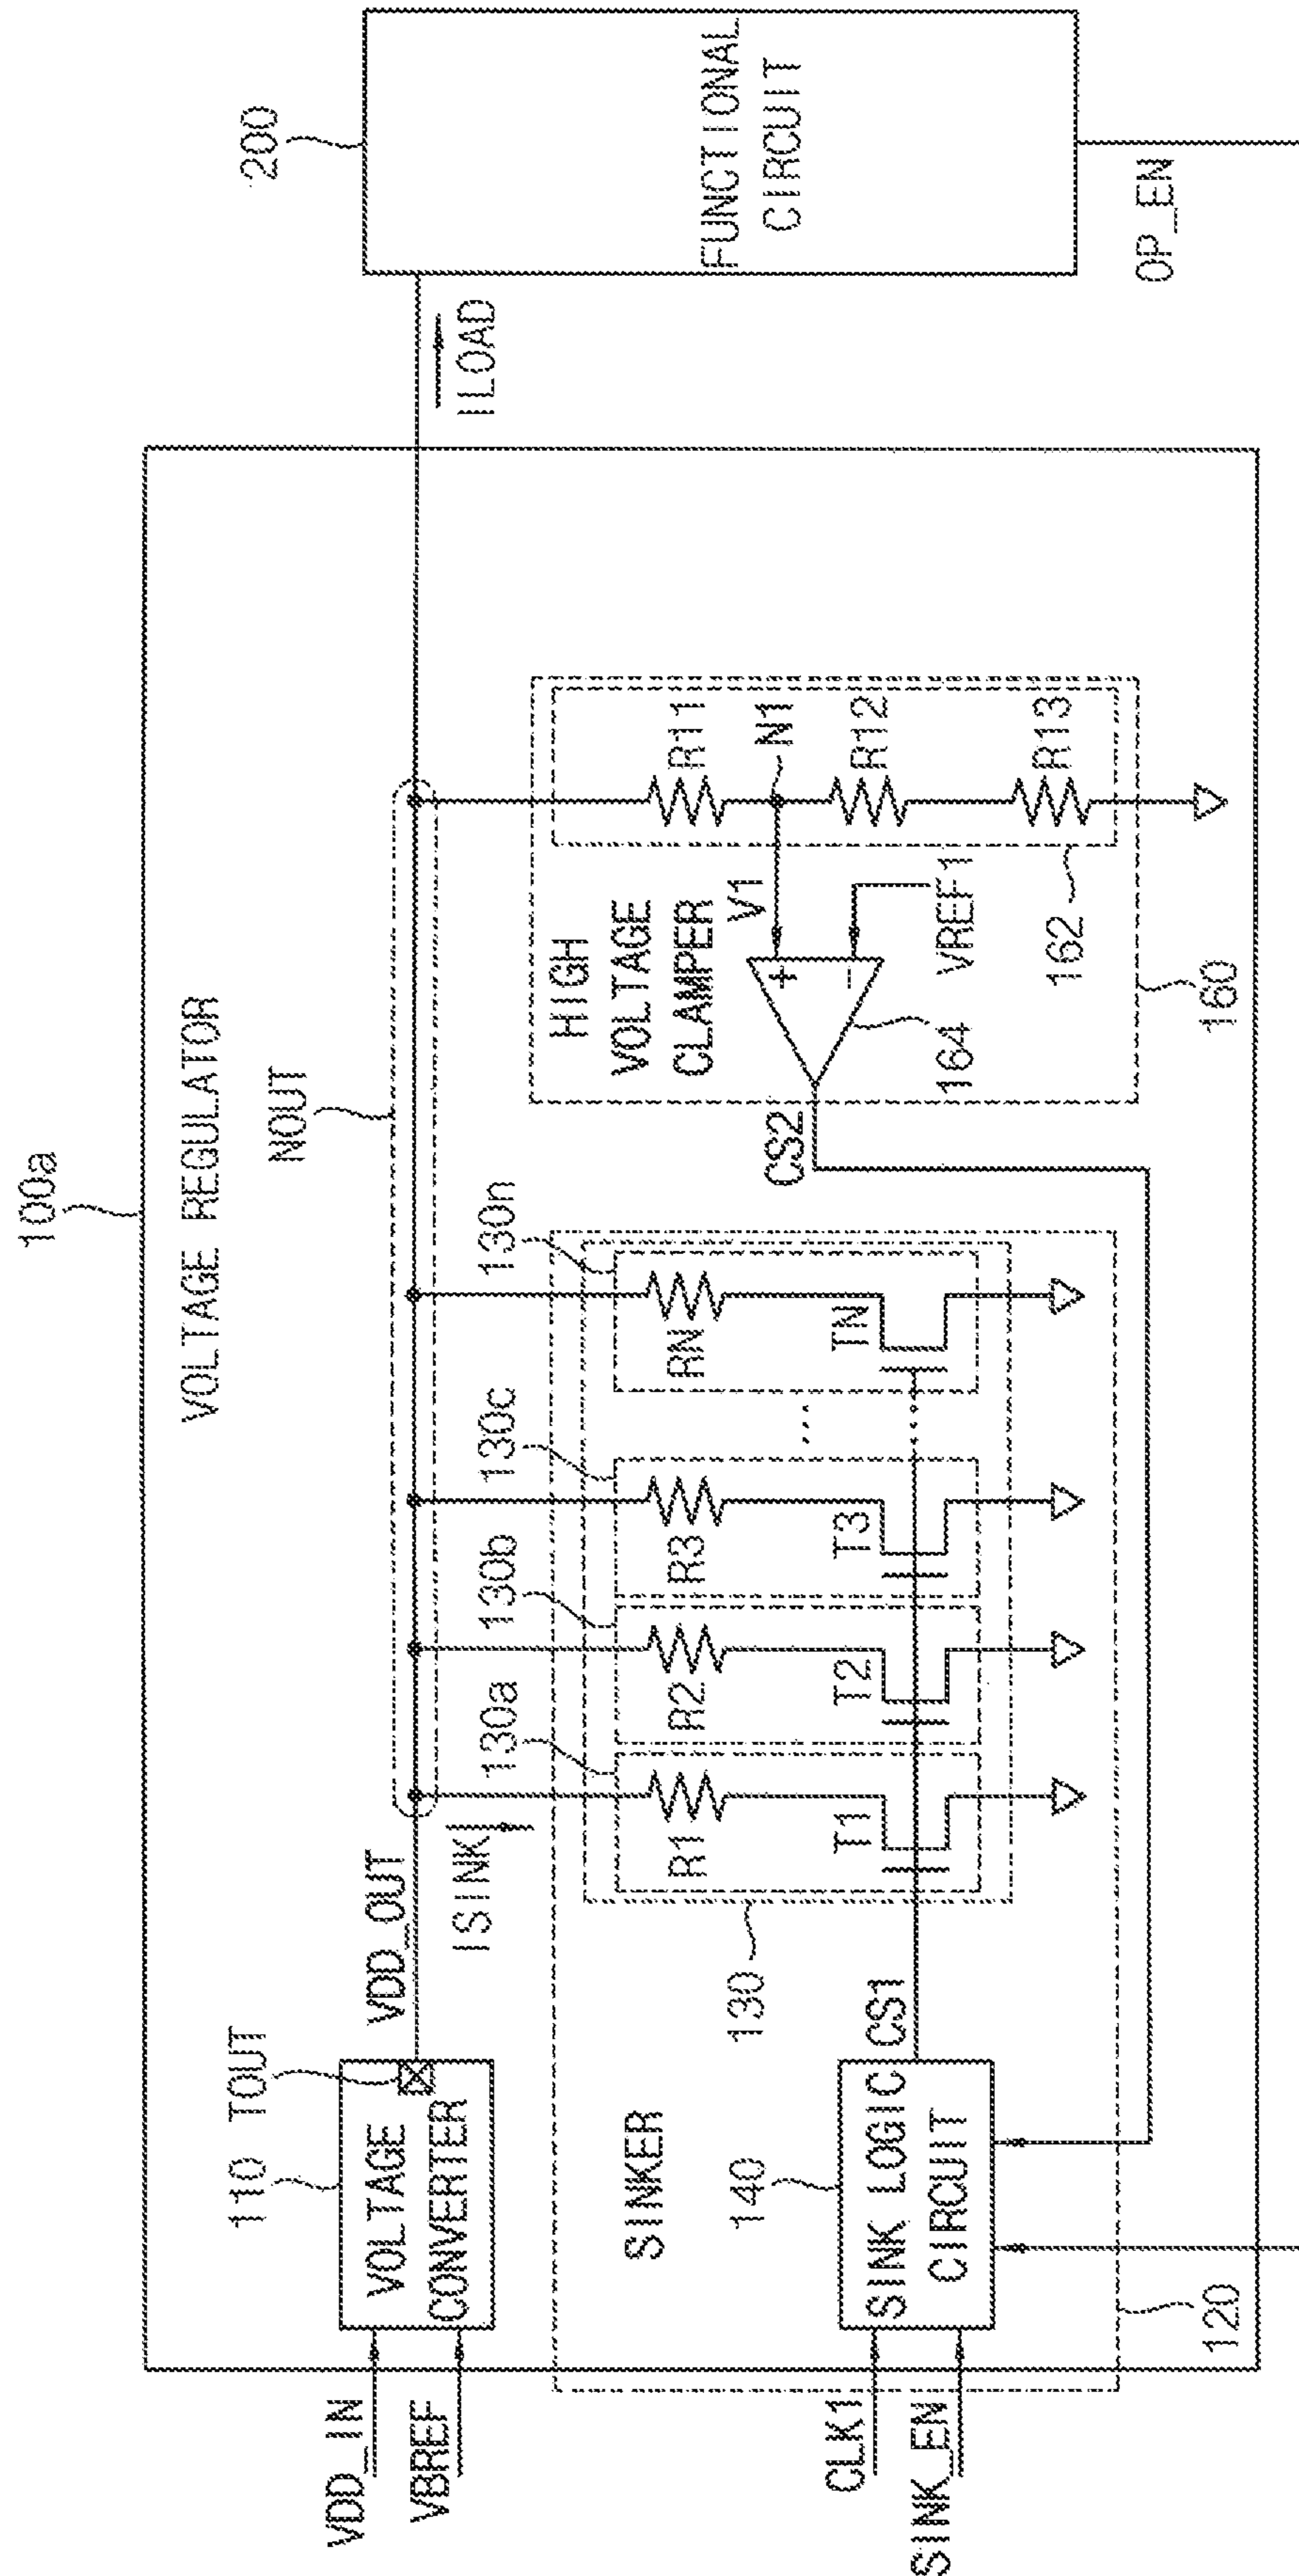 100a
VOLTAGE REGULATOR
NOUT
200
FUNCTIONAL
CIRCUIT
ILOAD
OP_EN
VDD_IN
VBREF
110
TOUT
VOLTAGE
CONVERTER
VDD_OUT
ISINK
130a
130b
130c
130n
R1
R2
R3
RN
T1
T2
T3
TN
...
...
130
SINKER
140
SINK LOGIC
CIRCUIT
CS1
CLK1
SINK_EN
120
HIGH
VOLTAGE
CLAMPER
V1
R11
N1
R12
R13
+
-
VREF1
CS2
164
162
160